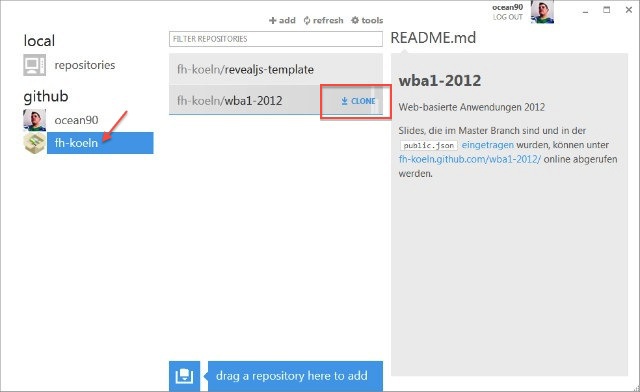 ocean90
LOG OUT
+ add refresh tools
README.md
local
repositories
github
ocean90
fh-koeln
FILTER REPOSITORIES
fh-koeln/revealjs-template
fh-koeln/wba1-2012
CLONE
wba1-2012
Web-basierte Anwendungen 2012
Slides, die im Master Branch sind und in der
public.json eingetragen wurden, können unter
fh-koeln.github.com/wba1-2012/ online abgerufen
werden.
drag a repository here to add